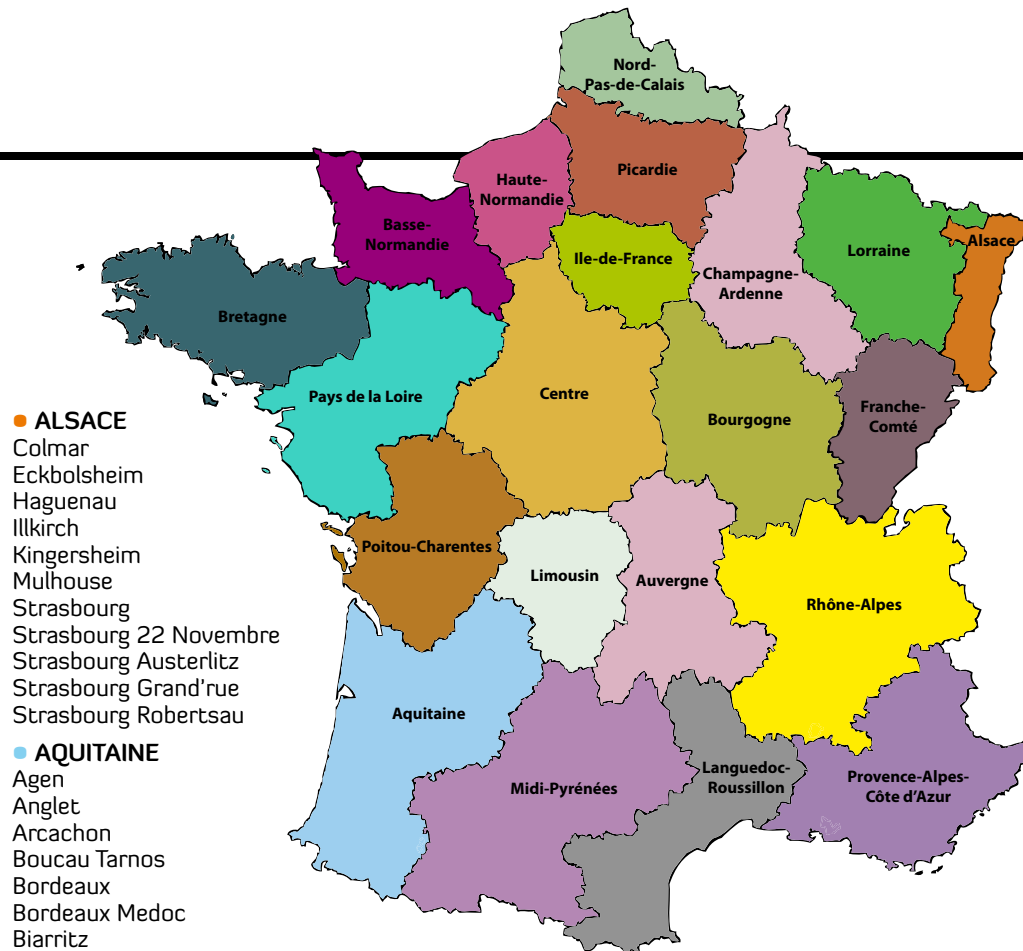 Nord-
Pas-de-Calais
Picardie
Haute-
Normandie
Basse-
Normandie
Ile-de-France
Champagne-
Ardenne
Lorraine
Alsace
Bretagne
Pays de la Loire
Centre
Bourgogne
Franche-
Comté
Poitou-Charentes
Limousin
Auvergne
Rhône-Alpes
Aquitaine
Midi-Pyrénées
Languedoc-
Roussillon
Provence-Alpes-
Côte d'Azur
ALSACE
Colmar
Eckbolsheim
Haguenau
Illkirch
Kingersheim
Mulhouse
Strasbourg
Strasbourg 22 Novembre
Strasbourg Austerlitz
Strasbourg Grand'rue
Strasbourg Robertsau
AQUITAINE
Agen
Anglet
Arcachon
Boucau Tarnos
Bordeaux
Bordeaux Medoc
Biarritz